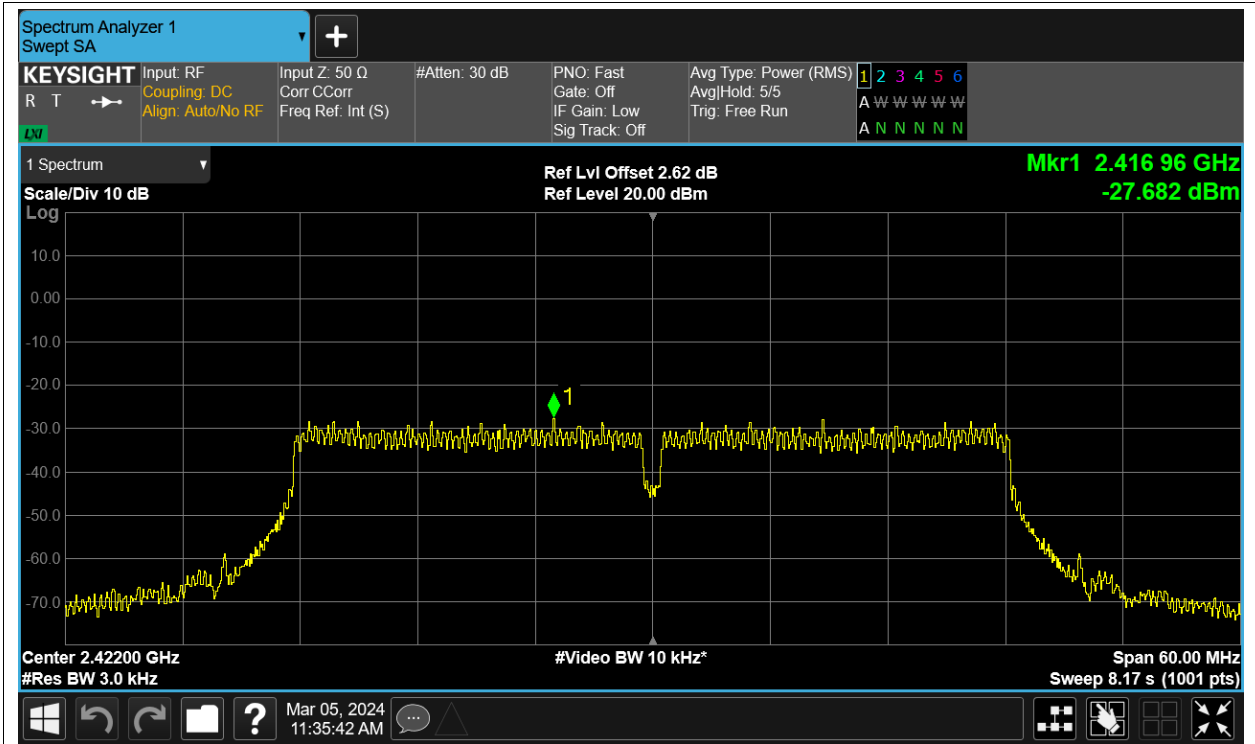 Spectrum Analyzer 1
Swept SA
KEYSIGHT
R T
LXI
Input: RF
Coupling: DC
Align: Auto/No RF
Input Z: 50 Ω
Corr CCorr
Freq Ref: Int (S)
#Atten: 30 dB
PNO: Fast
Gate: Off
IF Gain: Low
Sig Track: Off
Avg Type: Power (RMS)
Avg|Hold: 5/5
Trig: Free Run
1 2 3 4 5 6
A W W W W W
A N N N N N
1 Spectrum
Scale/Div 10 dB
Log
Ref Lvl Offset 2.62 dB
Ref Level 20.00 dBm
Mkr1 2.416 96 GHz
-27.682 dBm
10.0
0.00
-10.0
-20.0
1
-30.0
-40.0
-50.0
-60.0
-70.0
Center 2.42200 GHz
#Res BW 3.0 kHz
#Video BW 10 kHz*
Span 60.00 MHz
Sweep 8.17 s (1001 pts)
?
Mar 05, 2024
11:35:42 AM